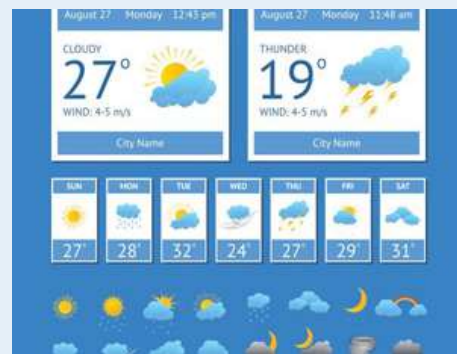 August 27 Monday 12:43 pm
CLOUDY
27°
WIND: 4-5 m/s
City Name
August 27 Monday 11:48 am
THUNDER
19°
WIND: 4-5 m/s
City Name
SUN MON TUE WED THU FRI SAT
27° 28° 32° 24° 27° 29° 31°